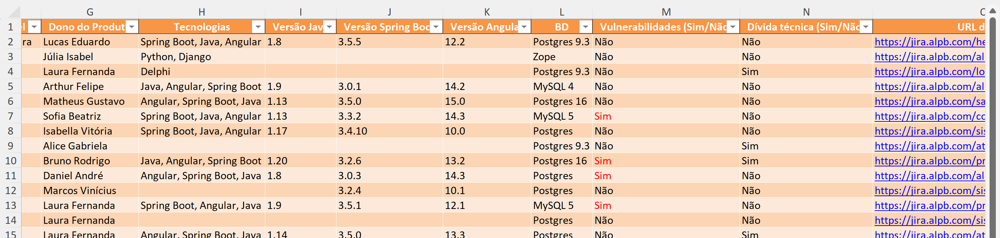 G H I J K L M N
1 Dono do Produt Tecnologias Versão Jav Versão Spring Boo Versão Angula BD Vulnerabilidades (Sim/Não Dívida técnica (Sim/Não URL d
2 ra Lucas Eduardo Spring Boot, Java, Angular 1.8 3.5.5 12.2 Postgres 9.3 Não Não https://jira.alpb.com/he
3 Júlia Isabel Python, Django Zope Não Não https://jira.alpb.com/al
4 Laura Fernanda Delphi Postgres 9.3 Não Sim https://jira.alpb.com/lo
5 Arthur Felipe Java, Angular, Spring Boot 1.9 3.0.1 14.2 MySQL 4 Não Não https://jira.alpb.com/al
6 Matheus Gustavo Angular, Spring Boot, Java 1.13 3.5.0 15.0 Postgres 16 Não Não https://jira.alpb.com/sa
7 Sofia Beatriz Spring Boot, Java, Angular 1.13 3.3.2 14.3 MySQL 5 Sim Não https://jira.alpb.com/co
8 Isabella Vitória Spring Boot, Java, Angular 1.17 3.4.10 10.0 Postgres Não Não https://jira.alpb.com/sis
9 Alice Gabriela Postgres 9.3 Não Sim https://jira.alpb.com/at
10 Bruno Rodrigo Java, Angular, Spring Boot 1.20 3.2.6 13.2 Postgres 16 Sim Sim https://jira.alpb.com/pr
11 Daniel André Angular, Spring Boot, Java 1.8 3.0.3 14.3 Postgres Sim Não https://jira.alpb.com/al
12 Marcos Vinícius 3.2.4 10.1 Postgres Não Não https://jira.alpb.com/sis
13 Laura Fernanda Spring Boot, Angular, Java 1.9 3.5.1 12.1 MySQL 5 Sim Não https://jira.alpb.com/pr
14 Laura Fernanda Postgres Não Não https://jira.alpb.com/sis
15 Laura Fernanda Angular, Spring Boot, Java 1.14 3.5.0 13.3 Postgres Não Sim https://jira.alpb.com/at